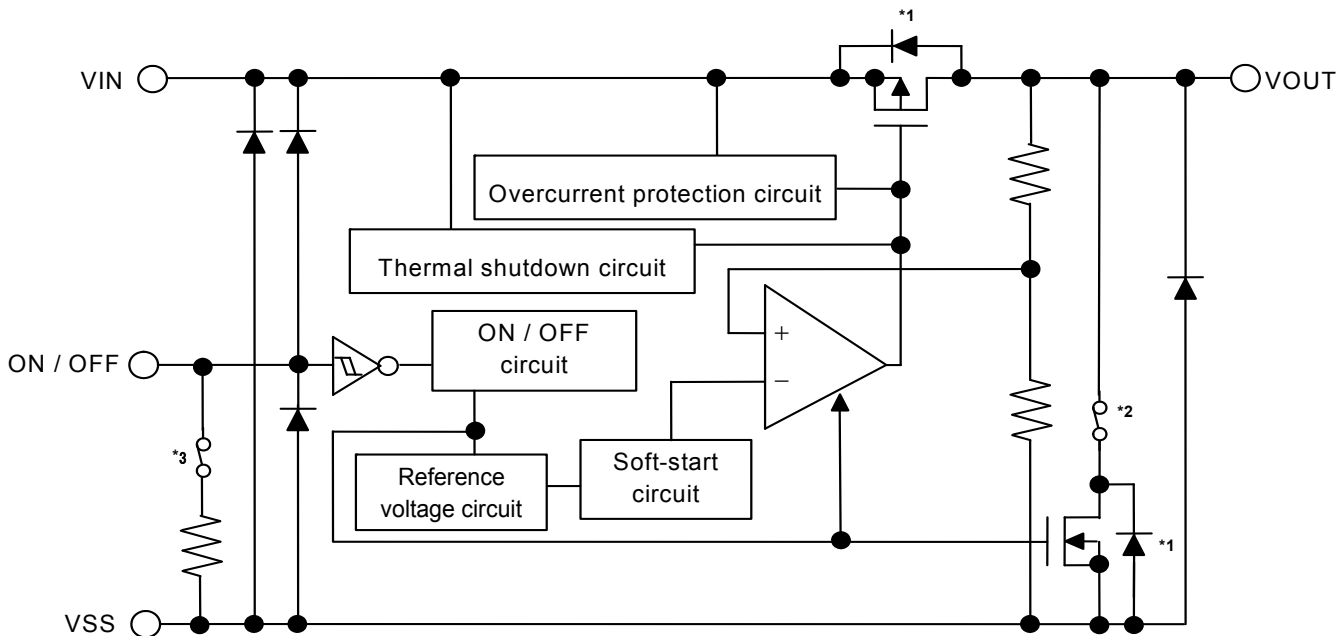 *1
VIN
VOUT
Overcurrent protection circuit
Thermal shutdown circuit
ON / OFF
ON / OFF
circuit
+
−
*3
Reference
voltage circuit
Soft-start
circuit
*2
*1
VSS